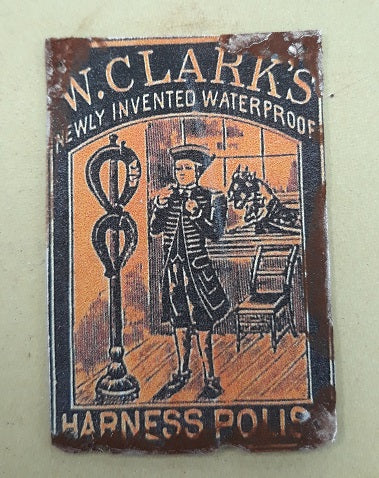 W. CLARK'S
NEWLY INVENTED WATERPROOF
HARNESS POLIS